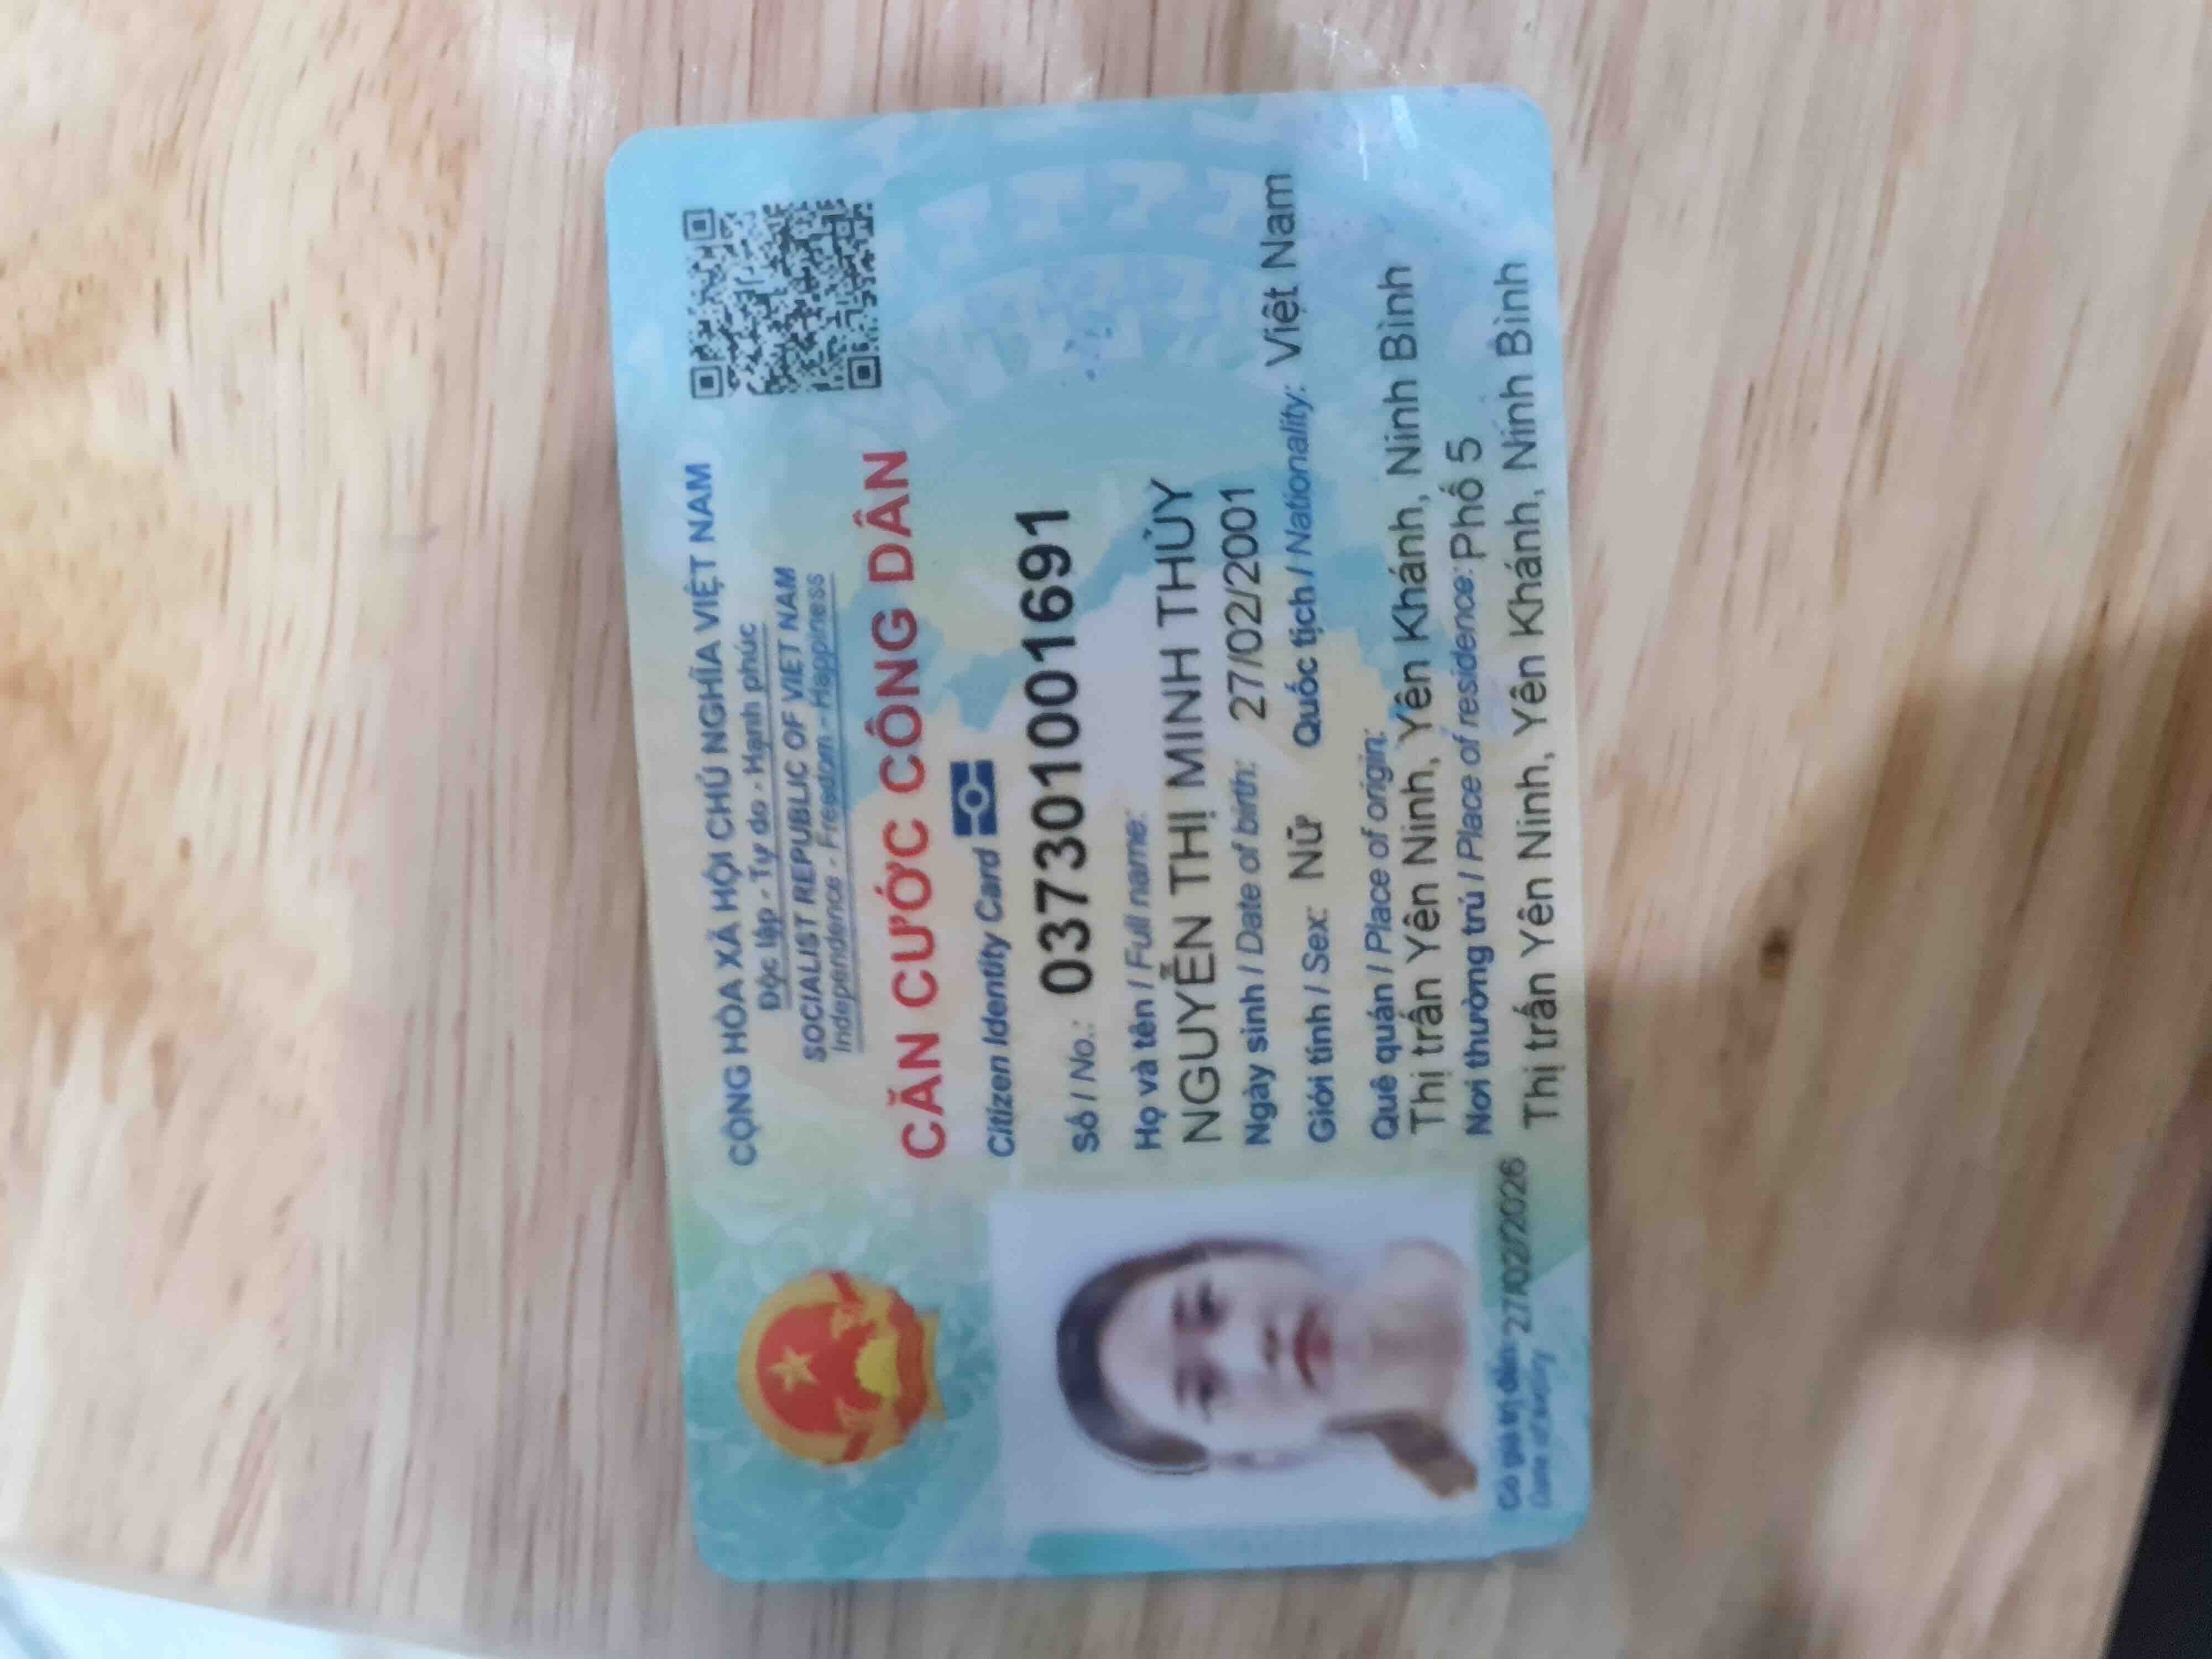 CỘNG HÒA XÃ HỘI CHỦ NGHĨA VIỆT NAM
Độc lập - Tự do - Hạnh phúc
SOCIALIST REPUBLIC OF VIET NAM
Independence - Freedom - Happiness
CĂN CƯỚC CÔNG DÂN
Citizen Identity Card
Số / No.: 037301001691
Họ và tên / Full name:
NGUYỄN THỊ MINH THỦY
Ngày sinh / Date of birth: 27/02/2001
Giới tính / Sex: Nữ Quốc tịch / Nationality: Việt Nam
Quê quán / Place of origin:
Thị trấn Yên Ninh, Yên Khánh, Ninh Bình
Nơi thường trú / Place of residence: Phố 5
Thị trấn Yên Ninh, Yên Khánh, Ninh Bình
Có giá trị đến: 27/02/2026
Date of expiry